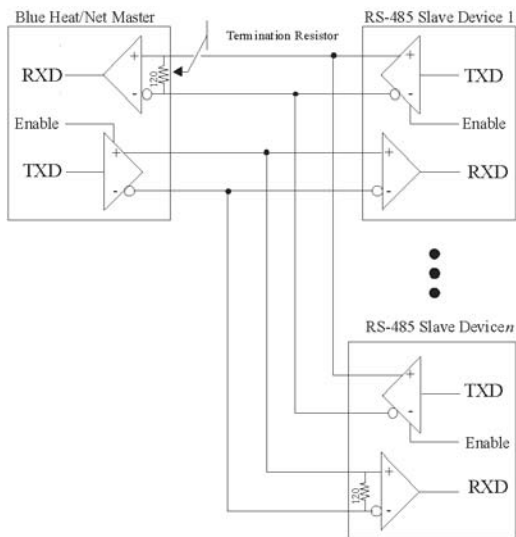 Blue Heat/Net Master
RS-485 Slave Device 1
Termination Resistor
+
+
RXD
120
TXD
-
-
Enable
Enable
+
+
TXD
RXD
-
-
RS-485 Slave Device n
+
TXD
-
Enable
+
120
RXD
-